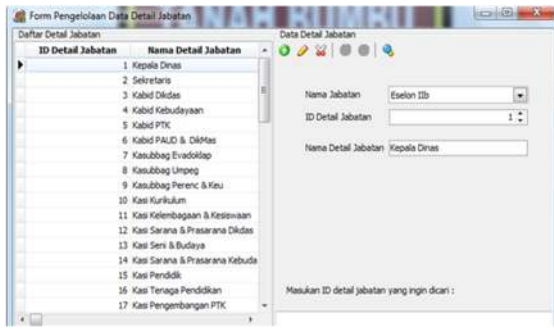 Form Pengelolaan Data Detail Jabatan
TANAH BUMBU
Daftar Detail Jabatan
ID Detail Jabatan Nama Detail Jabatan
1 Kepala Dinas
2 Sekretaris
3 Kabid Dikdas
4 Kabid Kebudayaan
5 Kabid PTK
6 Kabid PAUD & DikMas
7 Kasubbag Evadoklap
8 Kasubbag Umpeg
9 Kasubbag Perenc & Keu
10 Kasi Kurikulum
11 Kasi Kelembagaan & Kesiswaan
12 Kasi Sarana & Prasarana Dikdas
13 Kasi Seni & Budaya
14 Kasi Sarana & Prasarana Kebuda
15 Kasi Pendidik
16 Kasi Tenaga Pendidikan
17 Kasi Pengembangan PTK
Data Detail Jabatan
Nama Jabatan Eselon IIb
ID Detail Jabatan 1
Nama Detail Jabatan Kepala Dinas
Masukan ID detail jabatan yang ingin dicari :